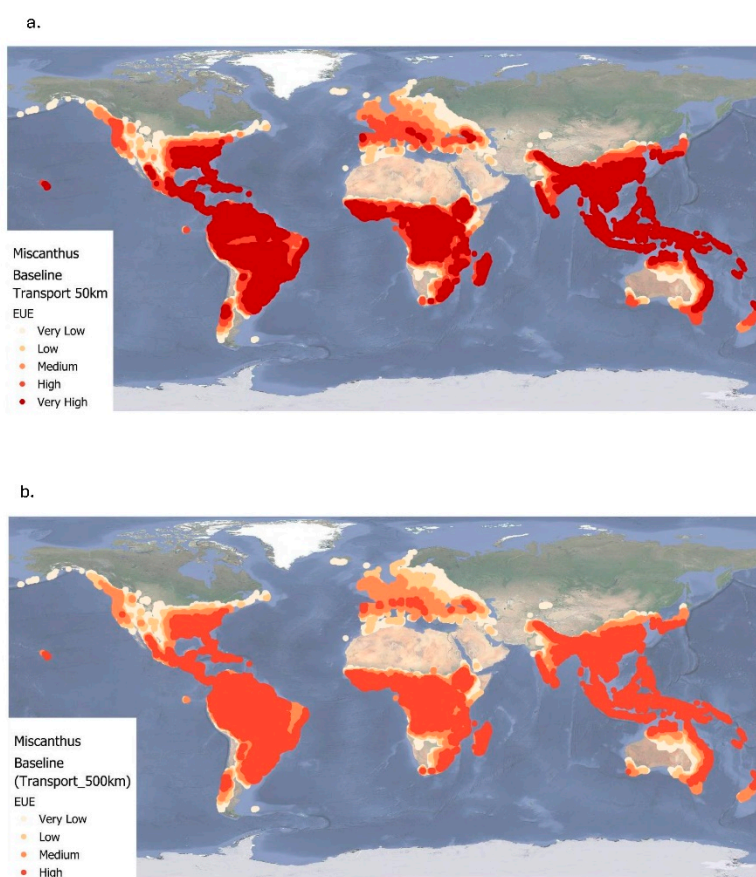 a.
Miscanthus
Baseline
Transport 50km
EUE
Very Low
Low
Medium
High
Very High
b.
Miscanthus
Baseline
(Transport_500km)
EUE
Very Low
Low
Medium
High